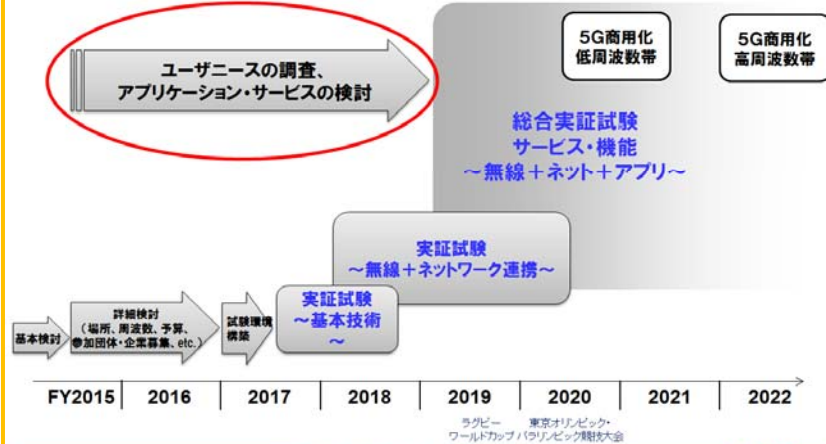 5G商用化
低周波数帯
5G商用化
高周波数帯
ユーザニースの調査、
アプリケーション・サービスの検討
総合実証試験
サービス・機能
～無線＋ネット＋アプリ～
実証試験
～無線＋ネットワーク連携～
実証試験
～基本技術
～
試験環境
構築
詳細検討
（場所、周波数、予算、
参加団体・企業募集、etc.）
基本検討
FY2015 2016 2017 2018 2019 2020 2021 2022
ラグビー
ワールドカップ
東京オリンピック・
パラリンピック競技大会